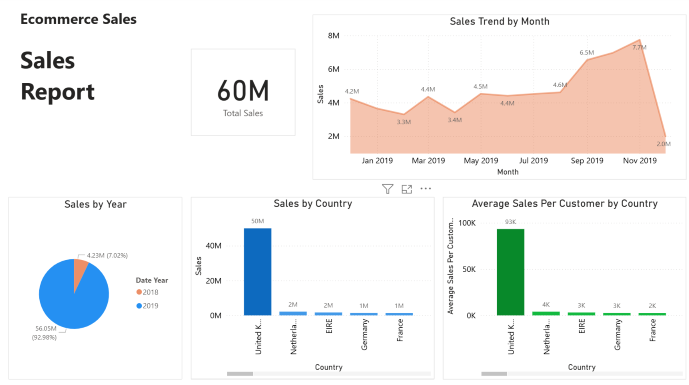 Ecommerce Sales
Sales
Report
60M
Total Sales
Sales Trend by Month
Sales
8M
6M
4M
2M
4.2M
3.3M
4.4M
3.4M
4.5M
4.4M
4.6M
6.5M
7.7M
2.0M
Jan 2019
Mar 2019
May 2019
Jul 2019
Sep 2019
Nov 2019
Month
Sales by Year
4.23M (7.02%)
56.05M
(92.98%)
Date Year
2018
2019
Sales by Country
Sales
40M
20M
0M
50M
2M
2M
1M
1M
United K...
Netherla...
EIRE
Germany
France
Country
Average Sales Per Customer by Country
Average Sales Per Custom...
100K
50K
0K
93K
4K
3K
3K
2K
United K...
Netherla...
EIRE
Germany
France
Country